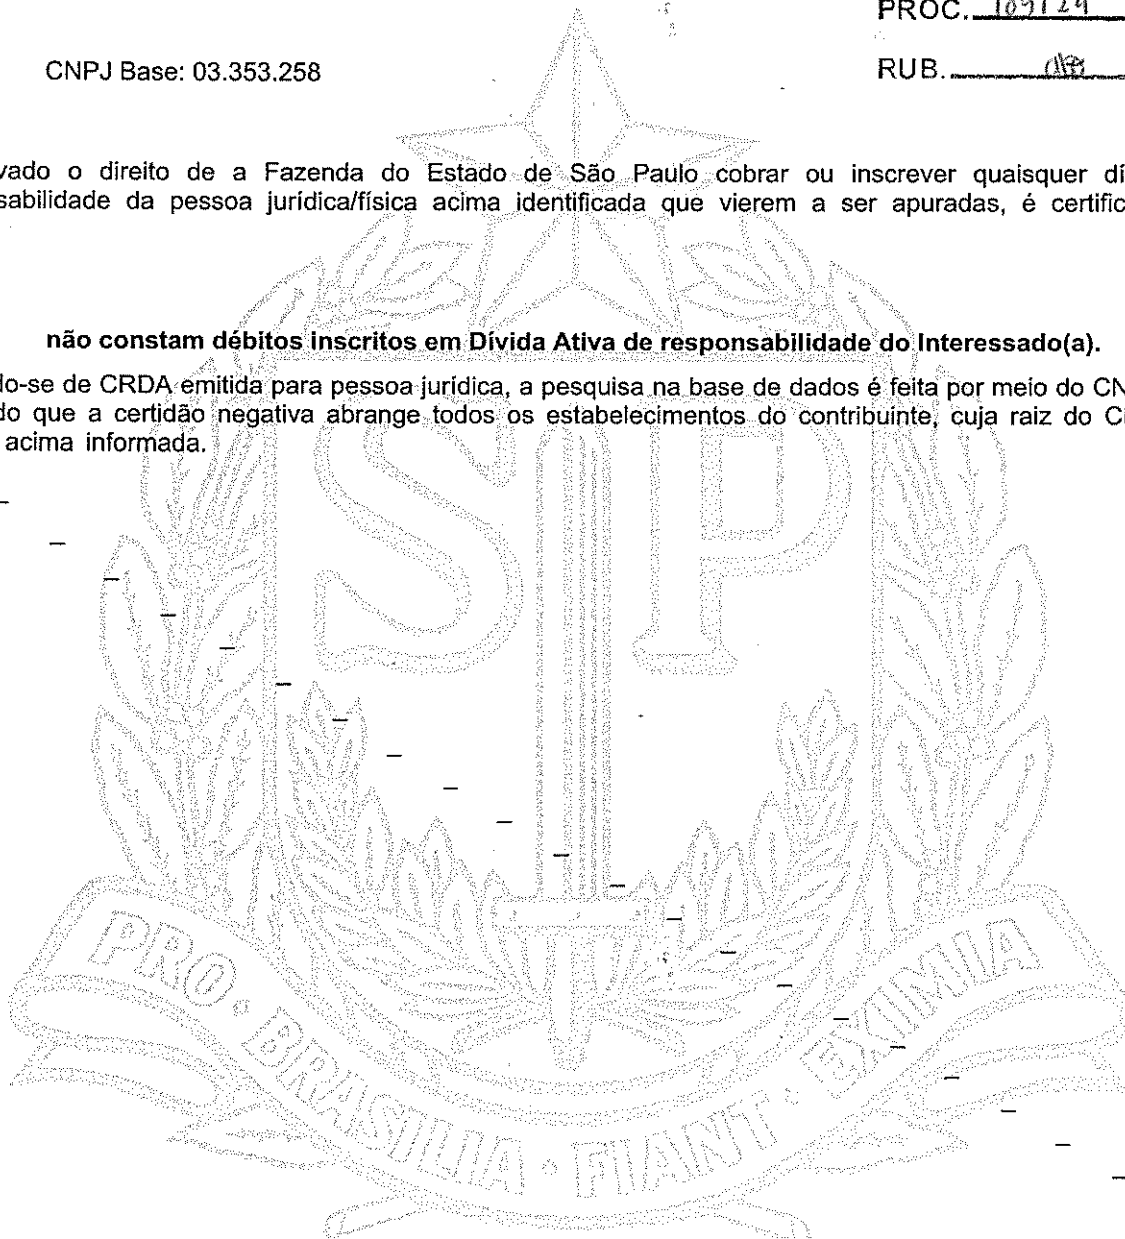 PROC. 109124
CNPJ Base: 03.353.258
RUB.
vado o direito de a Fazenda do Estado de São Paulo cobrar ou inscrever quaisquer dí
sabilidade da pessoa jurídica/física acima identificada que vierem a ser apuradas, é certific
não constam débitos inscritos em Dívida Ativa de responsabilidade do Interessado(a).
do-se de CRDA emitida para pessoa jurídica, a pesquisa na base de dados é feita por meio do CN
do que a certidão negativa abrange todos os estabelecimentos do contribuinte, cuja raiz do C
acima informada.
SP
PRO · BRASILIA · FIANT · EXIMIA